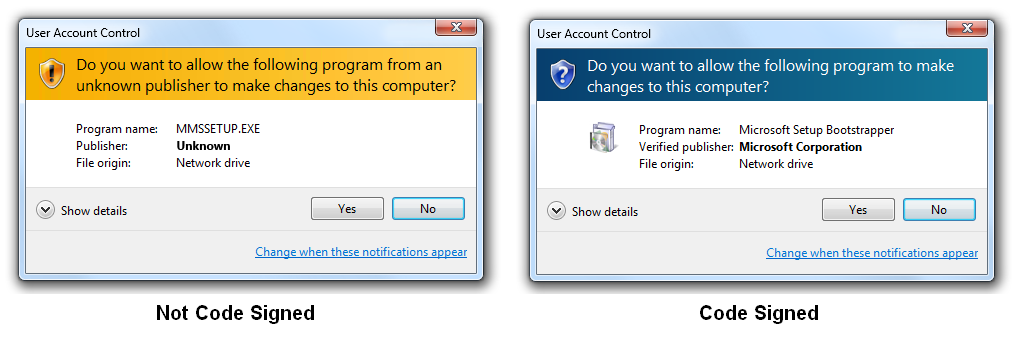 User Account Control
Do you want to allow the following program from an
unknown publisher to make changes to this computer?
Program name: MMSSETUP.EXE
Publisher: Unknown
File origin: Network drive
Show details
Yes
No
Change when these notifications appear
Not Code Signed
User Account Control
Do you want to allow the following program to make
changes to this computer?
Program name: Microsoft Setup Bootstrapper
Verified publisher: Microsoft Corporation
File origin: Network drive
Show details
Yes
No
Change when these notifications appear
Code Signed